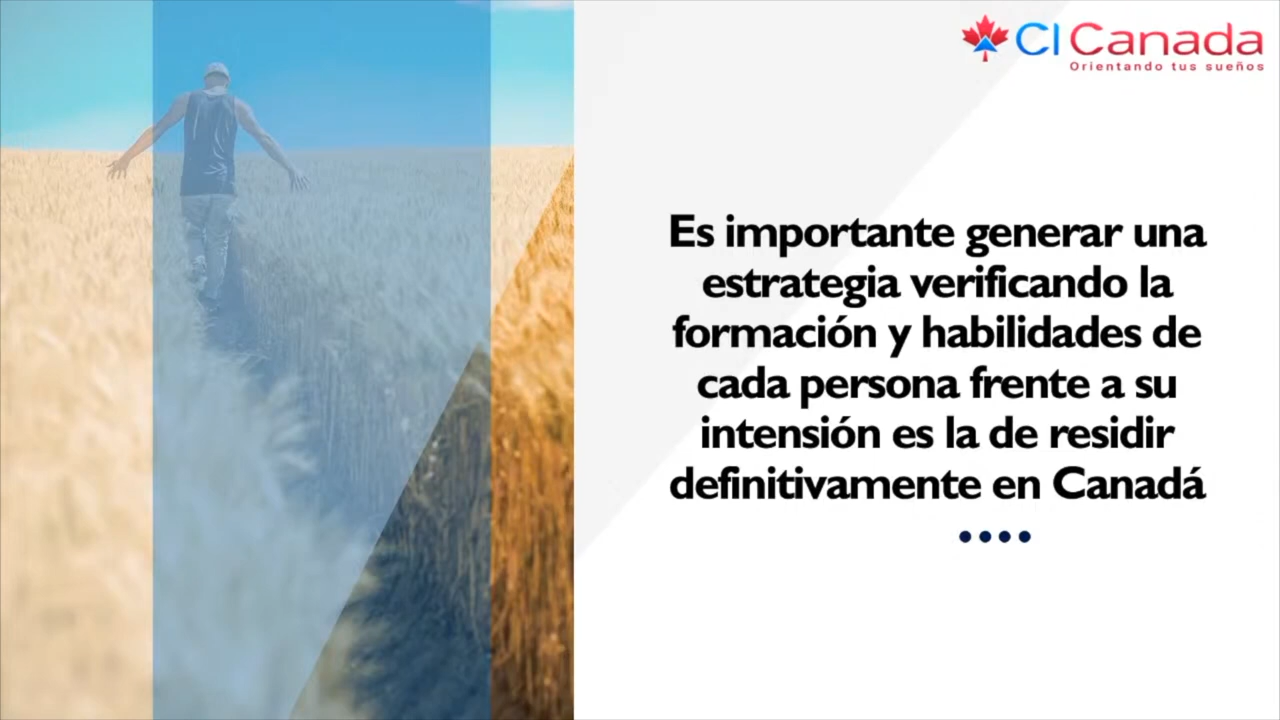 CI Canada
Orientando tus sueños
Es importante generar una
estrategia verificando la
formación y habilidades de
cada persona frente a su
intensión es la de residir
definitivamente en Canadá